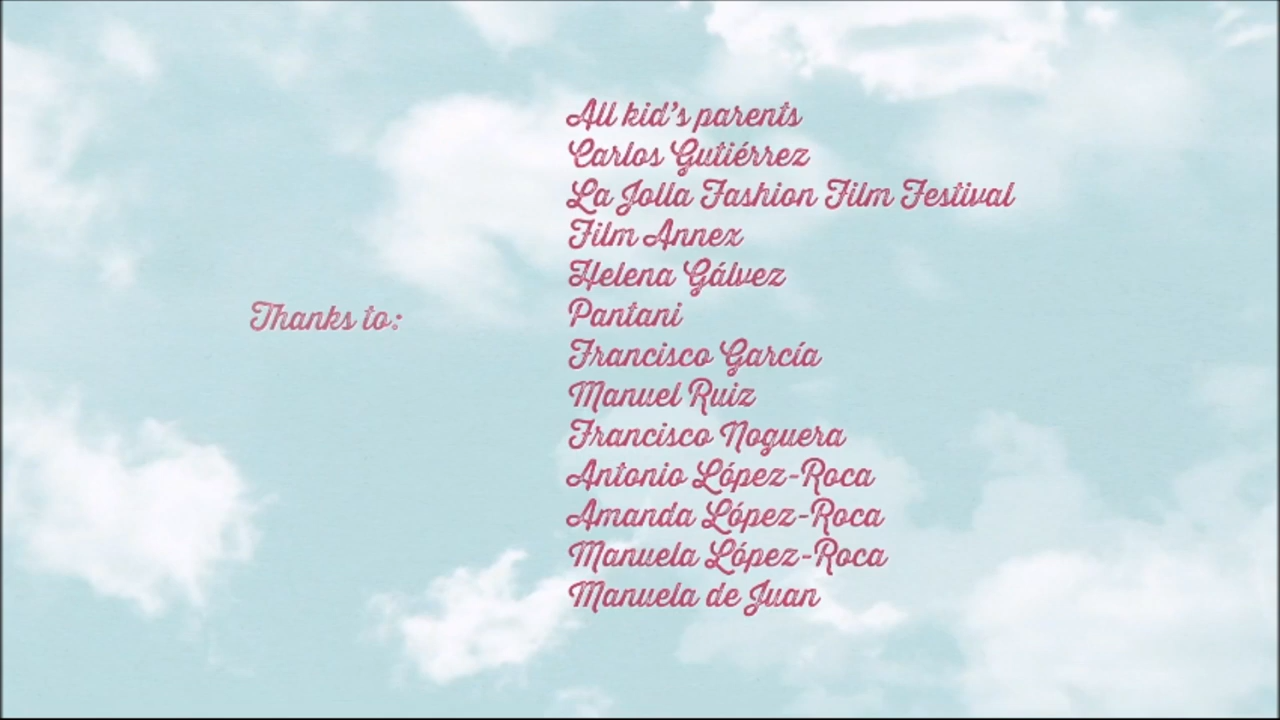 Thanks to:
All kid's parents
Carlos Gutiérrez
La Jolla Fashion Film Festival
Film Annex
Helena Gálvez
Pantani
Francisco García
Manuel Ruiz
Francisco Noguera
Antonio López-Roca
Amanda López-Roca
Manuela López-Roca
Manuela de Juan